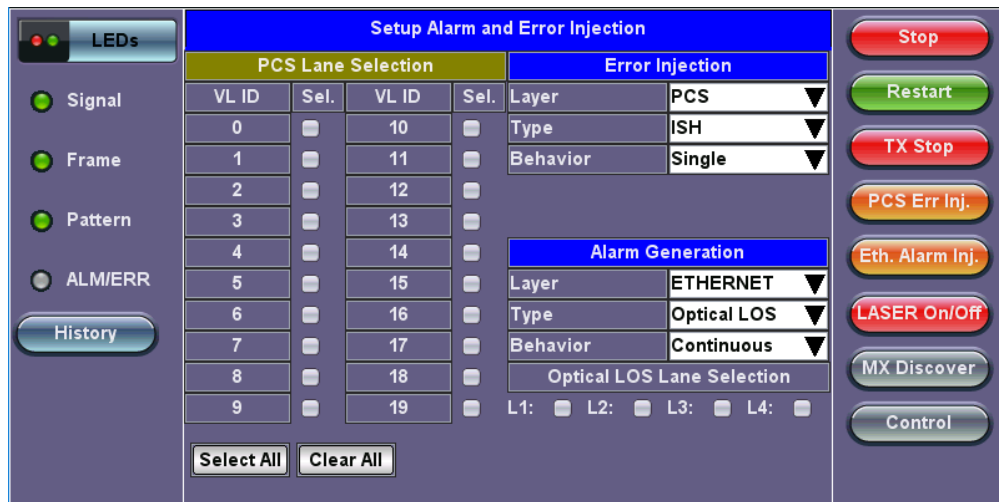 LEDs
Signal
Frame
Pattern
ALM/ERR
History
Setup Alarm and Error Injection
PCS Lane Selection
VL ID Sel. VL ID Sel.
0 10
1 11
2 12
3 13
4 14
5 15
6 16
7 17
8 18
9 19
Select All Clear All
Error Injection
Layer PCS
Type ISH
Behavior Single
Alarm Generation
Layer ETHERNET
Type Optical LOS
Behavior Continuous
Optical LOS Lane Selection
L1: L2: L3: L4:
Stop
Restart
TX Stop
PCS Err Inj.
Eth. Alarm Inj.
LASER On/Off
MX Discover
Control